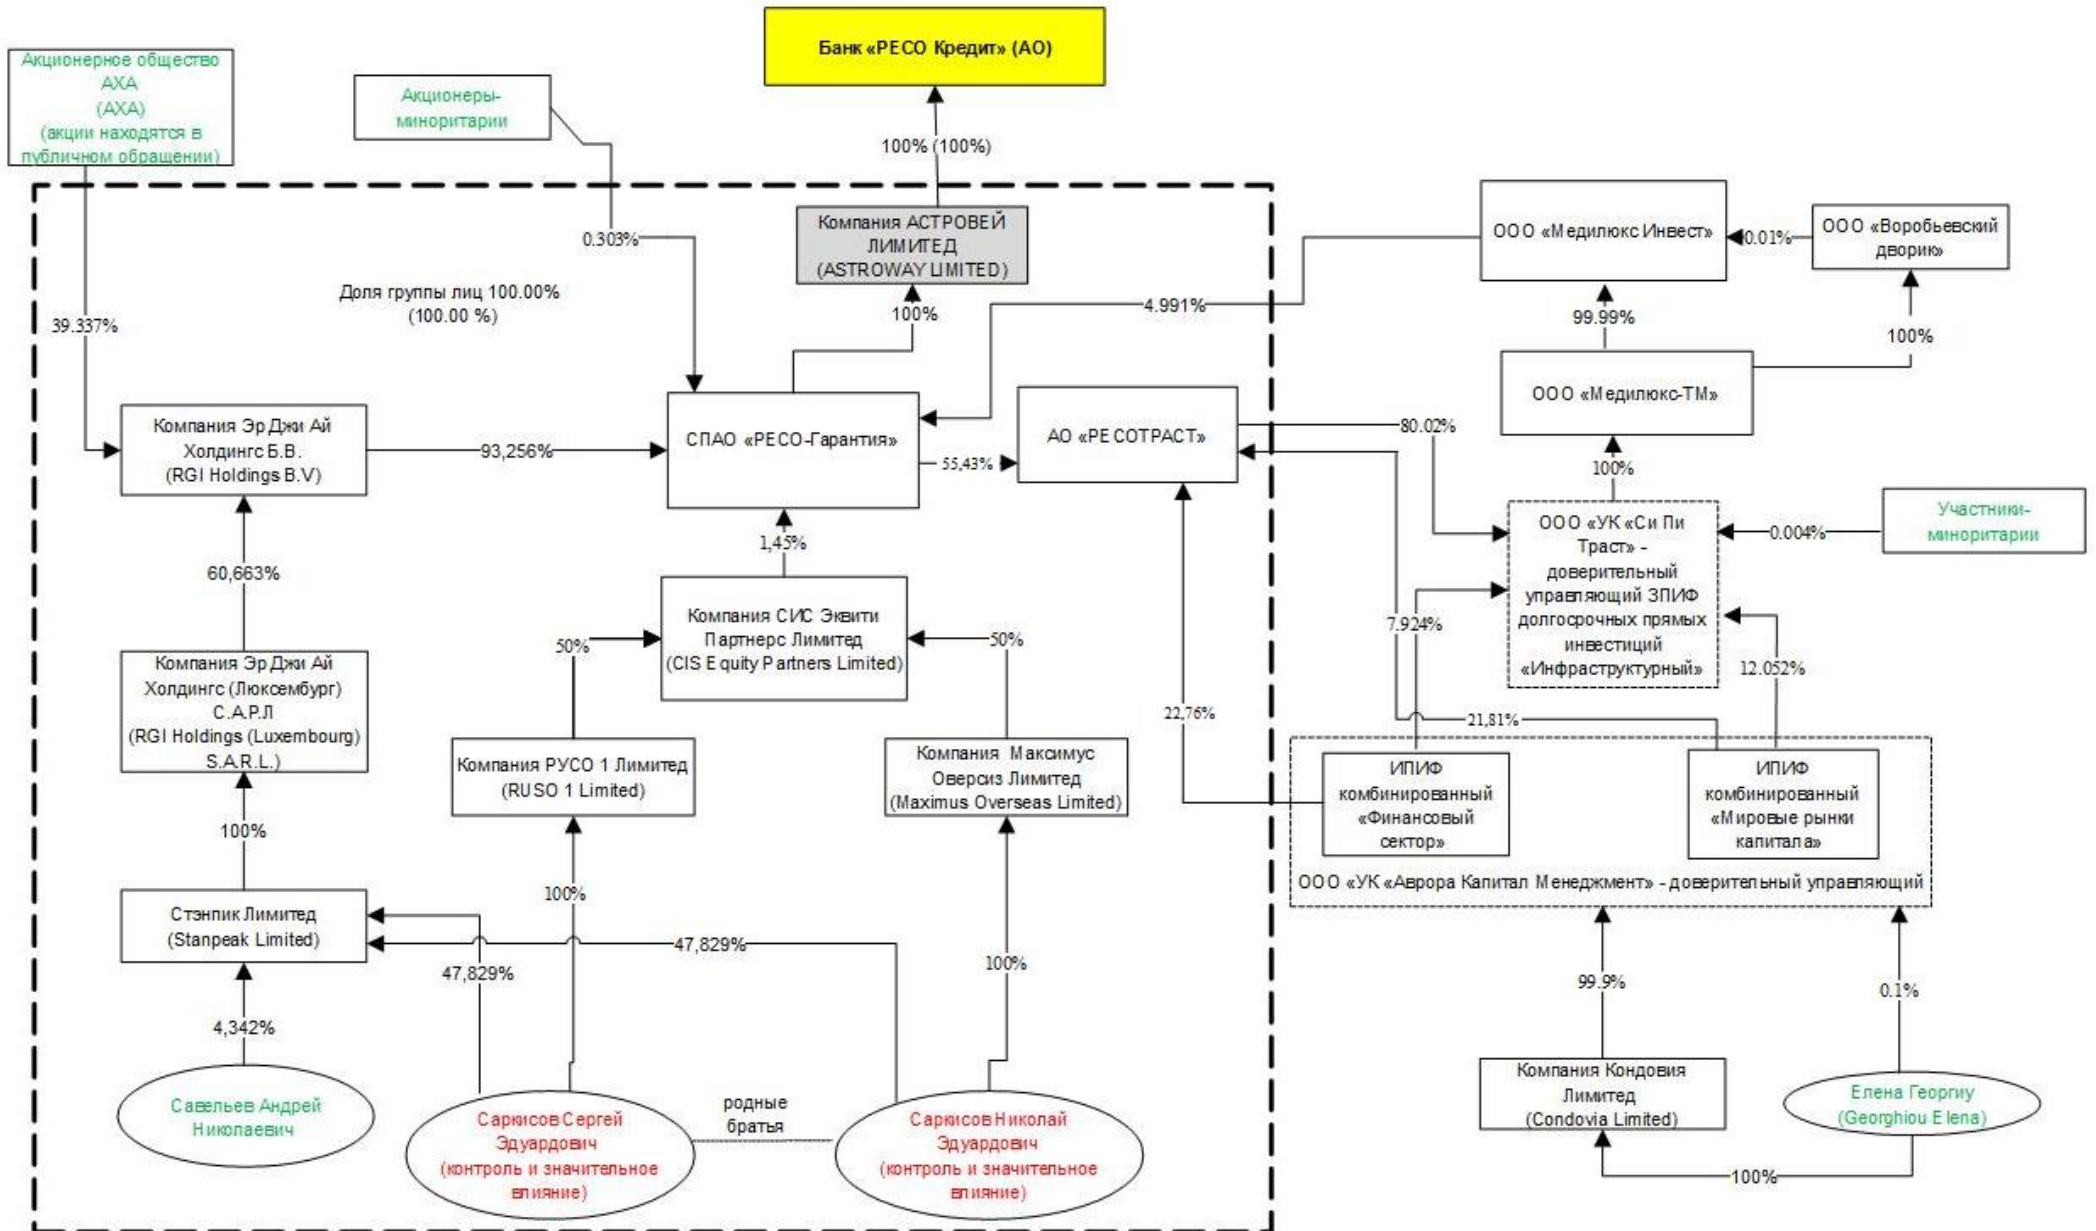 Банк «РЕСО Кредит» (АО)
Акционерное общество
АХА
(AXA)
(акции находятся в
публичном обращении)
Акционеры-
миноритарии
100% (100%)
Компания АСТРОВЕЙ
ЛИМИТЕД
(ASTROWAY LIMITED)
ООО «Медилюкс Инвест»
0.01%
ООО «Воробьевский
дворик»
0.303%
Доля группы лиц 100.00%
(100.00 %)
39.337%
100%
4.991%
99.99%
100%
ООО «Медилюкс-ТМ»
Компания Эр Джи Ай
Холдингс Б.В.
(RGI Holdings B.V)
93,256%
СПАО «РЕСО-Гарантия»
55,43%
АО «РЕСОТРАСТ»
80.02%
100%
ООО «УК «Си Пи
Траст» -
доверительный
управляющий ЗПИФ
долгосрочных прямых
инвестиций
«Инфраструктурный»
0.004%
Участники-
миноритарии
1,45%
60,663%
Компания СИС Эквити
Партнерс Лимитед
(CIS Equity Partners Limited)
50%
50%
7.924%
12.052%
Компания Эр Джи Ай
Холдингс (Люксембург)
С.А.Р.Л
(RGI Holdings (Luxembourg)
S.A.R.L.)
22,76%
21,81%
Компания РУСО 1 Лимитед
(RUSO 1 Limited)
Компания Максимус
Оверсиз Лимитед
(Maximus Overseas Limited)
ИПИФ
комбинированный
«Финансовый
сектор»
ИПИФ
комбинированный
«Мировые рынки
капитала»
ООО «УК «Аврора Капитал Менеджмент» - доверительный управляющий
100%
100%
Стэнпик Лимитед
(Stanpeak Limited)
47,829%
47,829%
100%
99.9%
0.1%
4,342%
Компания Кондовия
Лимитед
(Condovia Limited)
Елена Георгиу
(Georghiou Elena)
100%
Савельев Андрей
Николаевич
Саркисов Сергей
Эдуардович
(контроль и значительное
влияние)
родные
братья
Саркисов Николай
Эдуардович
(контроль и значительное
влияние)